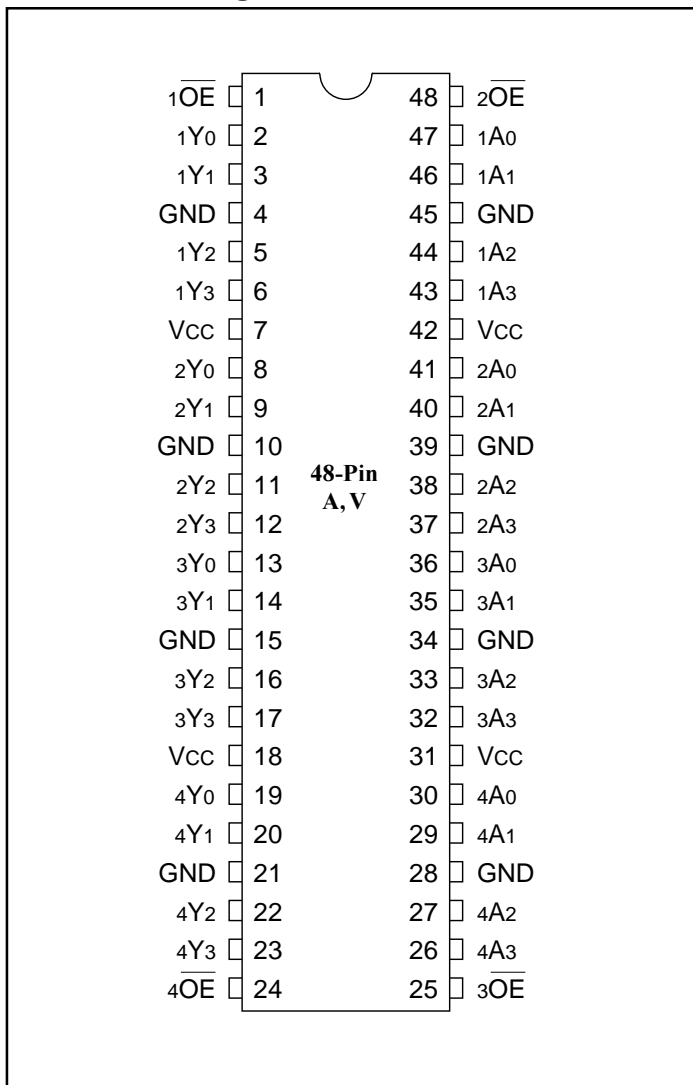 1OE 1 48 2OE
1Y0 2 47 1A0
1Y1 3 46 1A1
GND 4 45 GND
1Y2 5 44 1A2
1Y3 6 43 1A3
VCC 7 42 VCC
2Y0 8 41 2A0
2Y1 9 40 2A1
GND 10 39 GND
48-Pin
2Y2 11 38 2A2
A, V
2Y3 12 37 2A3
3Y0 13 36 3A0
3Y1 14 35 3A1
GND 15 34 GND
3Y2 16 33 3A2
3Y3 17 32 3A3
VCC 18 31 VCC
4Y0 19 30 4A0
4Y1 20 29 4A1
GND 21 28 GND
4Y2 22 27 4A2
4Y3 23 26 4A3
4OE 24 25 3OE